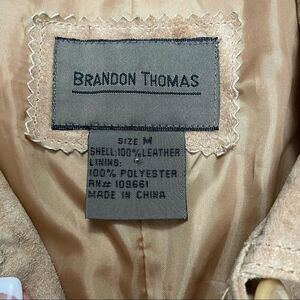 BRANDON THOMAS
SIZE M
SHELL:100%LEATHER
LINING:
100% POLYESTER
RN# 109661
MADE IN CHINA